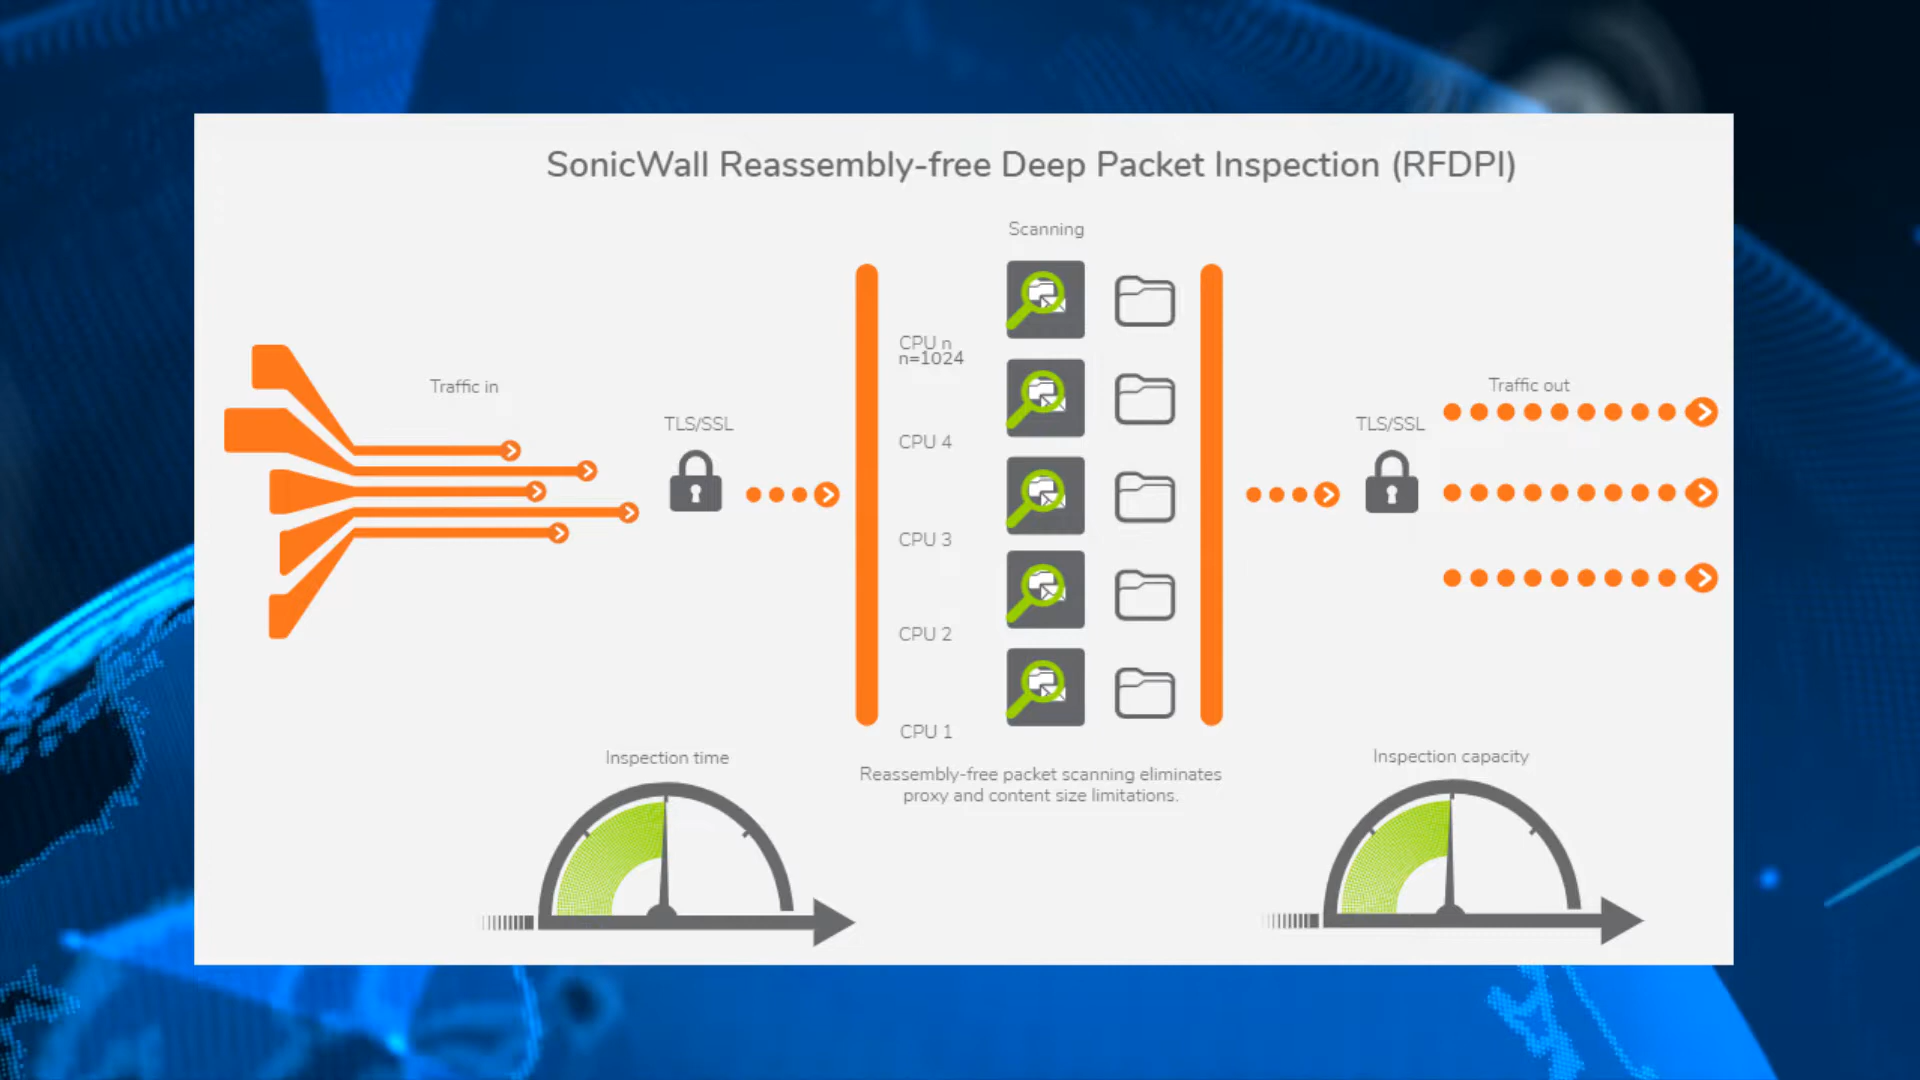 SonicWall Reassembly-free Deep Packet Inspection (RFDPI)
Scanning
Traffic in
TLS/SSL
CPU n
n=1024
CPU 4
CPU 3
CPU 2
CPU 1
TLS/SSL
Traffic out
Inspection time
Reassembly-free packet scanning eliminates
proxy and content size limitations.
Inspection capacity